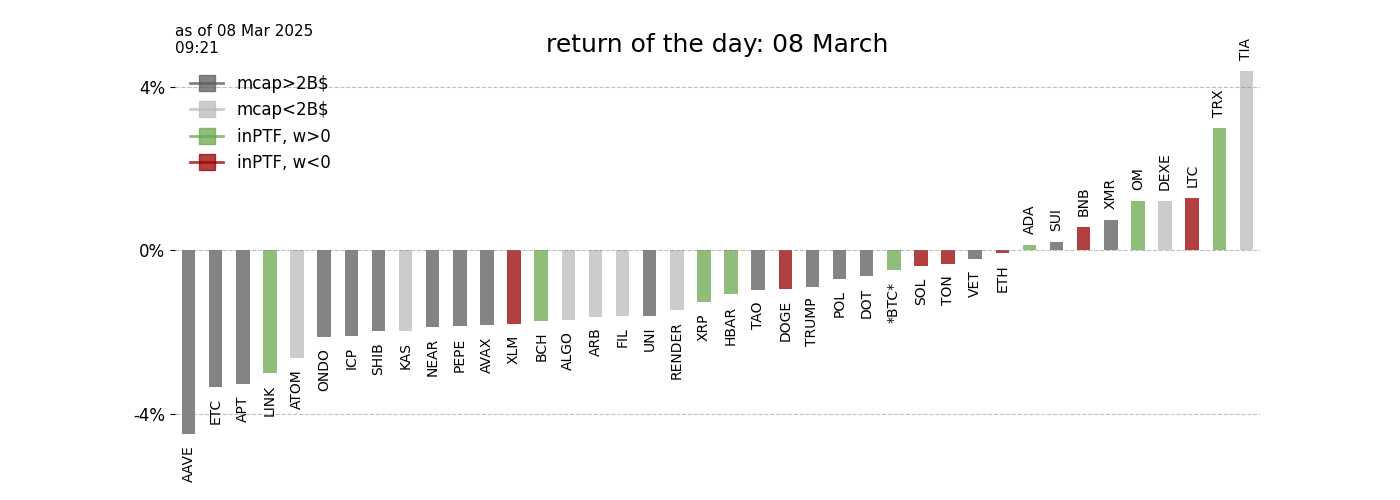 as of 08 Mar 2025
09:21
return of the day: 08 March
mcap>2B$
mcap<2B$
inPTF, w>0
inPTF, w<0
4%
0%
-4%
AAVE
ETC
APT
LINK
ATOM
ONDO
ICP
SHIB
KAS
NEAR
PEPE
AVAX
XLM
BCH
ALGO
ARB
FIL
UNI
RENDER
XRP
HBAR
TAO
DOGE
TRUMP
POL
DOT
*BTC*
SOL
TON
VET
ETH
ADA
SUI
BNB
XMR
OM
DEXE
LTC
TRX
TIA